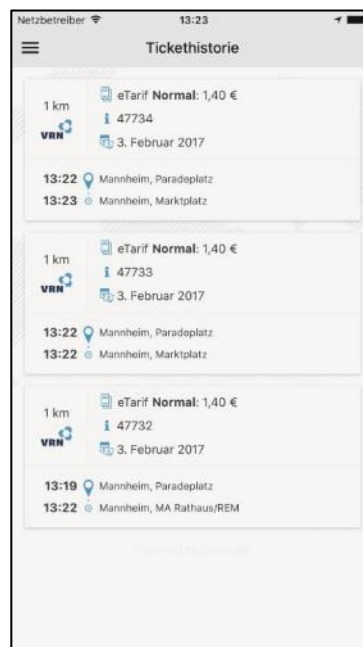 Netzbetreiber 13:23
Tickethistorie
eTarif Normal: 1,40 €
1 km
i 47734
VRN
3. Februar 2017
13:22 Mannheim, Paradeplatz
13:23 Mannheim, Marktplatz
eTarif Normal: 1,40 €
1 km
i 47733
VRN
3. Februar 2017
13:22 Mannheim, Paradeplatz
13:22 Mannheim, Marktplatz
eTarif Normal: 1,40 €
1 km
i 47732
VRN
3. Februar 2017
13:19 Mannheim, Paradeplatz
13:22 Mannheim, MA Rathaus/REM